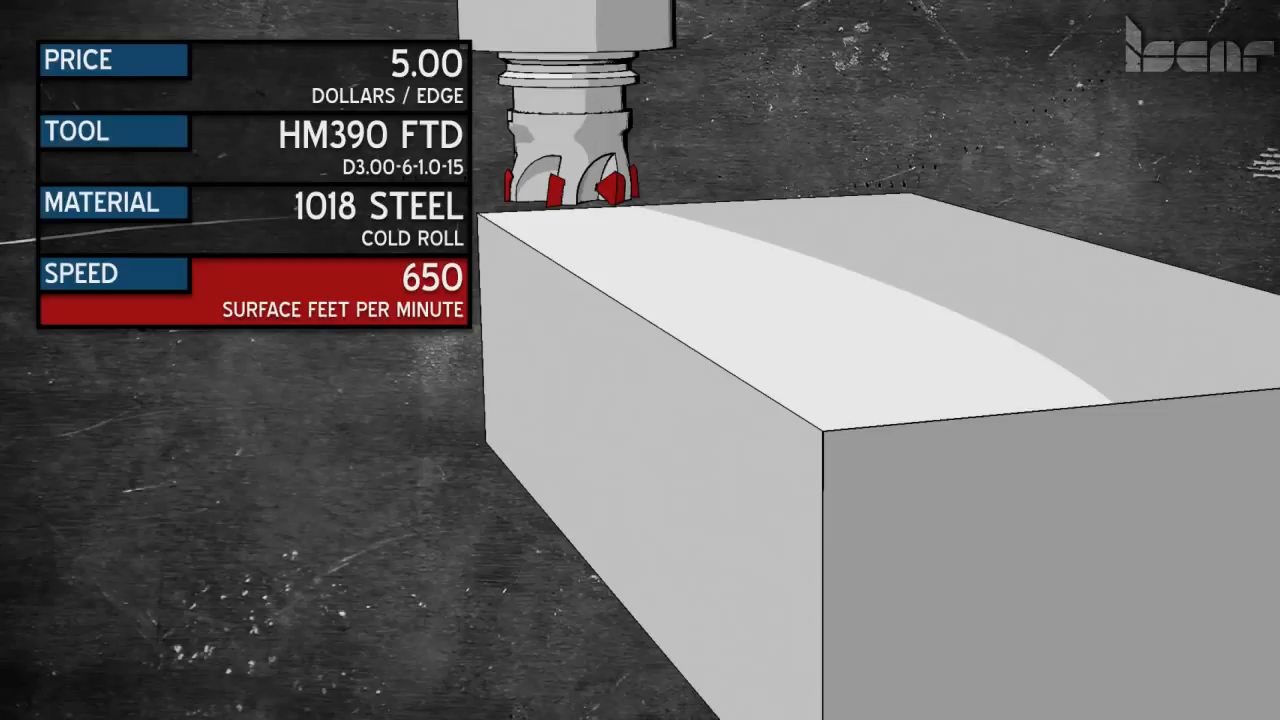 PRICE
5.00
DOLLARS / EDGE
TOOL
HM390 FTD
D3.00-6-1.0-15
MATERIAL
1018 STEEL
COLD ROLL
SPEED
650
SURFACE FEET PER MINUTE
Iscar